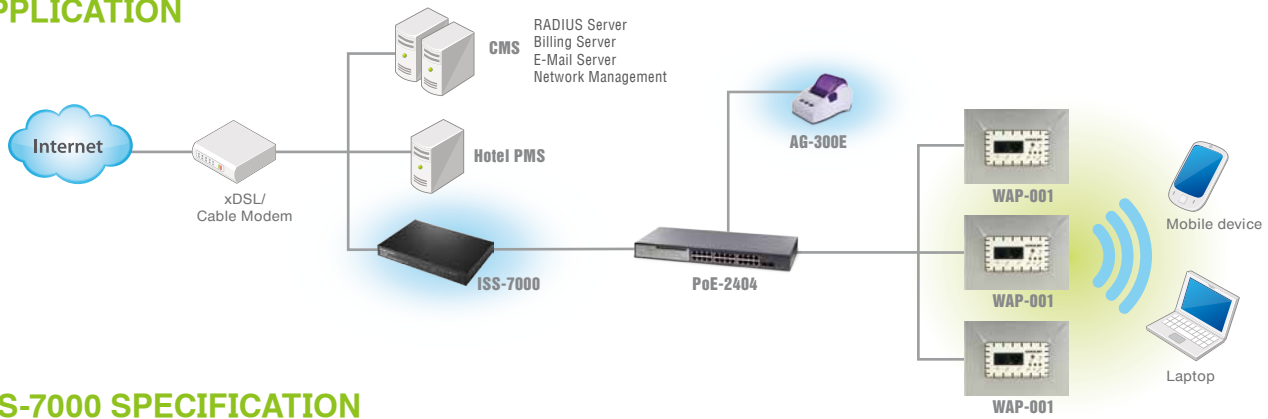 PPLICATION
CMS
RADIUS Server
Billing Server
E-Mail Server
Network Management
Internet
xDSL/
Cable Modem
Hotel PMS
ISS-7000
PoE-2404
AG-300E
WAP-001
WAP-001
WAP-001
Mobile device
Laptop
S-7000 SPECIFICATION